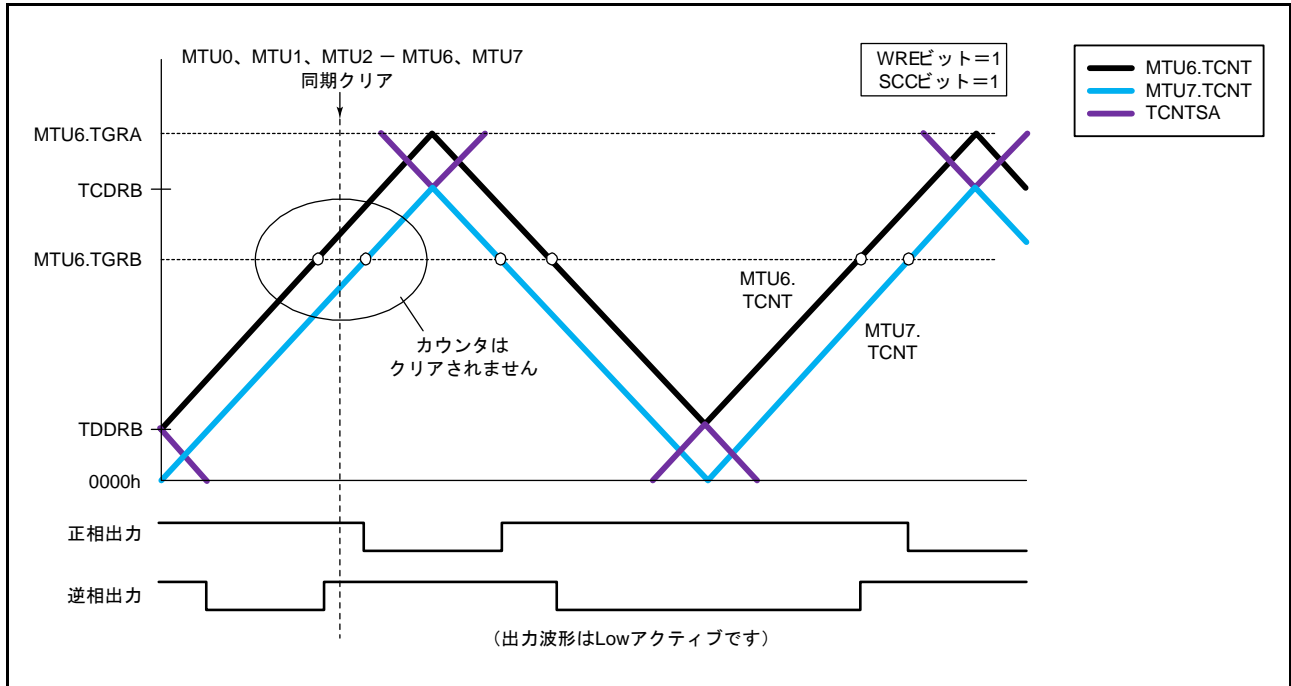 MTU0、MTU1、MTU2 － MTU6、MTU7
同期クリア
WREビット＝1
SCCビット＝1
MTU6.TCNT
MTU7.TCNT
TCNTSA
MTU6.TGRA
TCDRB
MTU6.TGRB
TDDRB
0000h
カウンタは
クリアされません
MTU6.
TCNT
MTU7.
TCNT
正相出力
逆相出力
（出力波形はLowアクティブです）